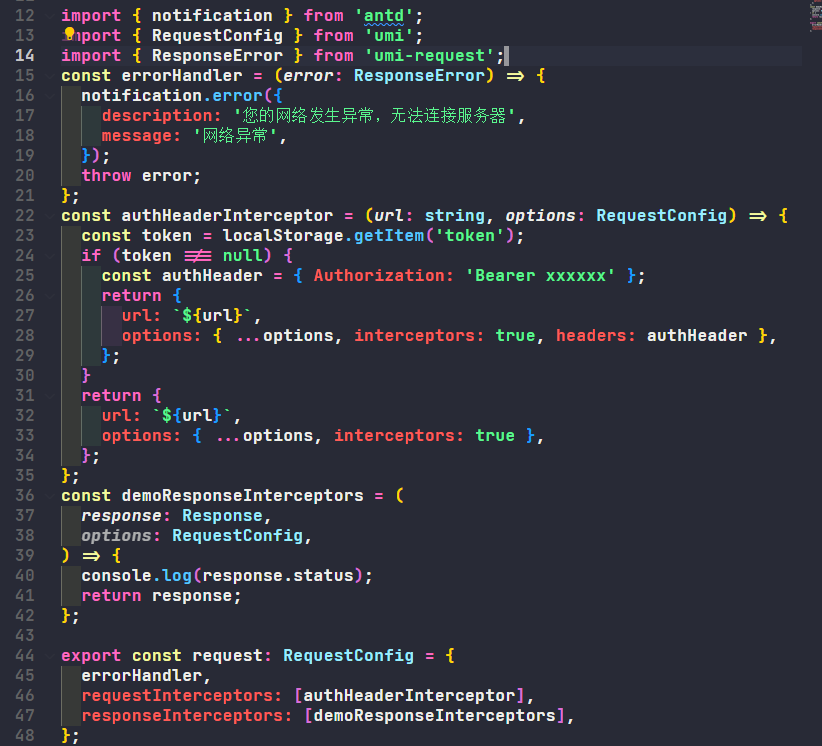 12 import { notification } from 'antd';
13 import { RequestConfig } from 'umi';
14 import { ResponseError } from 'umi-request';
15 const errorHandler = (error: ResponseError) => {
16   notification.error({
17     description: '您的网络发生异常，无法连接服务器',
18     message: '网络异常',
19   });
20   throw error;
21 };
22 const authHeaderInterceptor = (url: string, options: RequestConfig) => {
23   const token = localStorage.getItem('token');
24   if (token !== null) {
25     const authHeader = { Authorization: 'Bearer xxxxxx' };
26     return {
27       url: `${url}`,
28       options: { ...options, interceptors: true, headers: authHeader },
29     };
30   }
31   return {
32     url: `${url}`,
33     options: { ...options, interceptors: true },
34   };
35 };
36 const demoResponseInterceptors = (
37   response: Response,
38   options: RequestConfig,
39 ) => {
40   console.log(response.status);
41   return response;
42 };
43
44 export const request: RequestConfig = {
45   errorHandler,
46   requestInterceptors: [authHeaderInterceptor],
47   responseInterceptors: [demoResponseInterceptors],
48 };